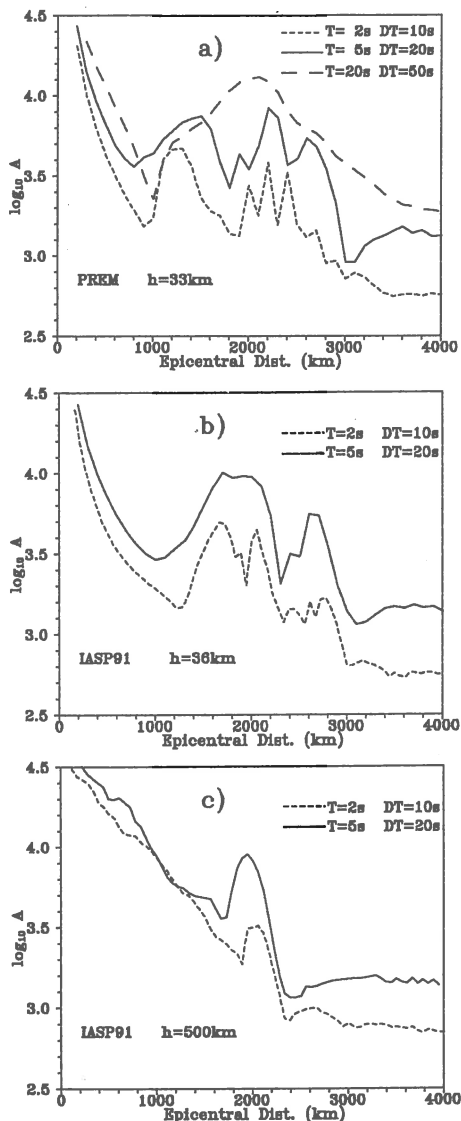 4.5
4.0
3.5
3.0
2.5
log₁₀ A
a)
T= 2s DT=10s
T= 5s DT=20s
T=20s DT=50s
PREM h=33km
0 1000 2000 3000 4000
Epicentral Dist. (km)
4.5
4.0
3.5
3.0
2.5
log₁₀ A
b)
T=2s DT=10s
T=5s DT=20s
IASP91 h=36km
0 1000 2000 3000 4000
Epicentral Dist. (km)
4.5
4.0
3.5
3.0
2.5
log₁₀ A
c)
T=2s DT=10s
T=5s DT=20s
IASP91 h=500km
0 1000 2000 3000 4000
Epicentral Dist. (km)